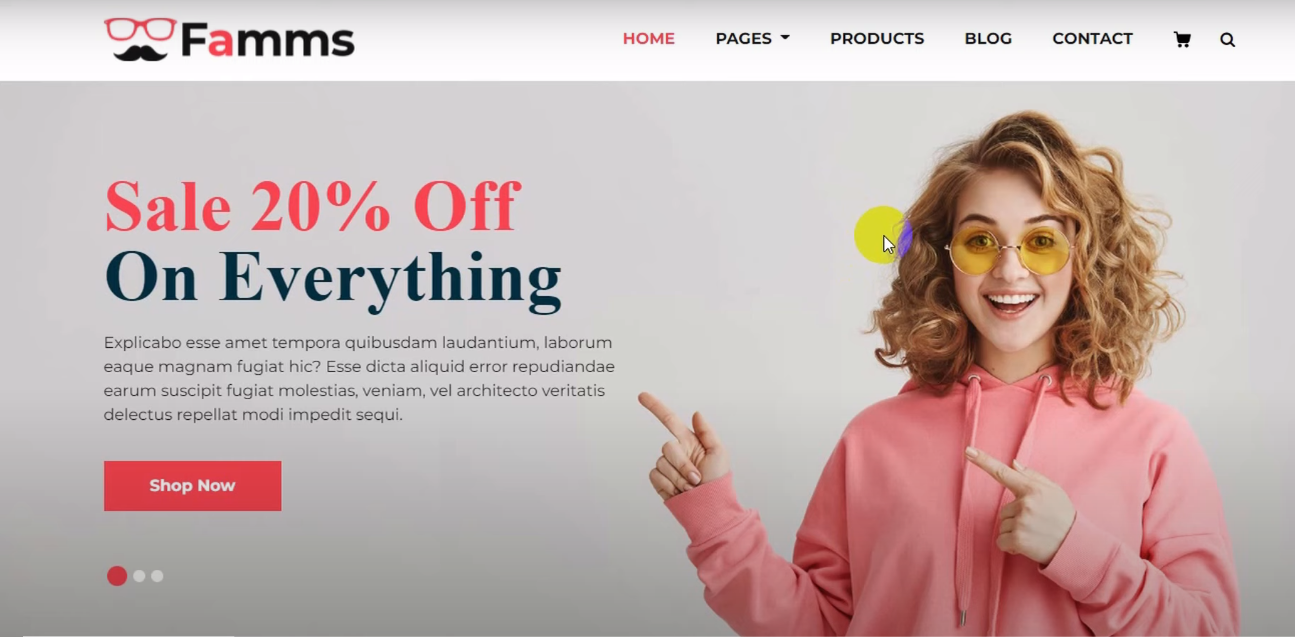 Famms
HOME PAGES PRODUCTS BLOG CONTACT
Sale 20% Off
On Everything
Explicabo esse amet tempora quibusdam laudantium, laborum
eaque magnam fugiat hic? Esse dicta aliquid error repudiandae
earum suscipit fugiat molestias, veniam, vel architecto veritatis
delectus repellat modi impedit sequi.
Shop Now